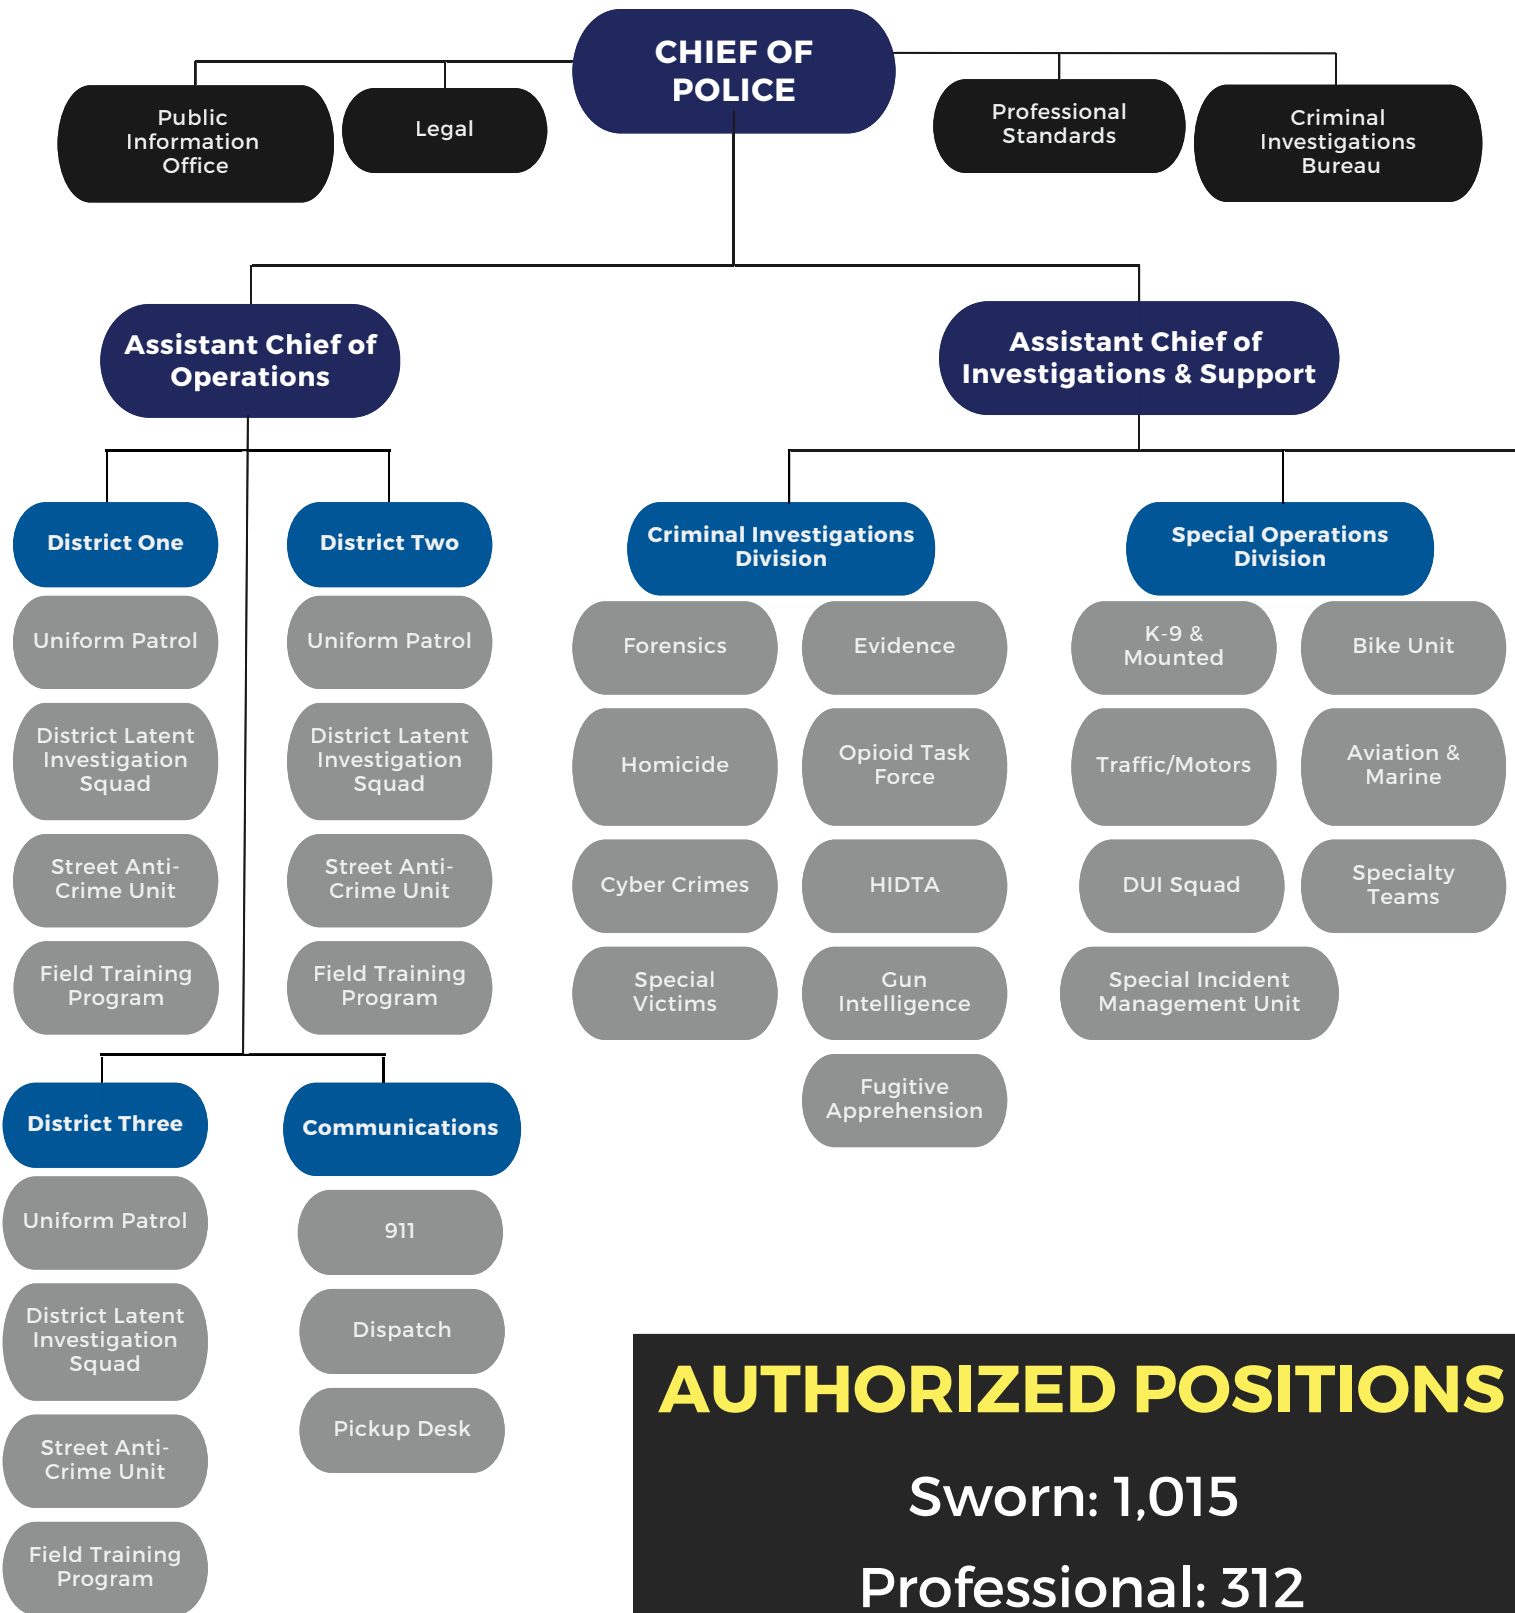 CHIEF OF
POLICE
Public
Information
Office
Legal
Professional
Standards
Criminal
Investigations
Bureau
Assistant Chief of
Operations
Assistant Chief of
Investigations & Support
District One
Uniform Patrol
District Latent
Investigation
Squad
Street Anti-
Crime Unit
Field Training
Program
District Two
Uniform Patrol
District Latent
Investigation
Squad
Street Anti-
Crime Unit
Field Training
Program
District Three
Uniform Patrol
District Latent
Investigation
Squad
Street Anti-
Crime Unit
Field Training
Program
Communications
911
Dispatch
Pickup Desk
Criminal Investigations
Division
Forensics
Evidence
Homicide
Opioid Task
Force
Cyber Crimes
HIDTA
Special
Victims
Gun
Intelligence
Fugitive
Apprehension
Special Operations
Division
K-9 &
Mounted
Bike Unit
Traffic/Motors
Aviation &
Marine
DUI Squad
Specialty
Teams
Special Incident
Management Unit
AUTHORIZED POSITIONS
Sworn: 1,015
Professional: 312